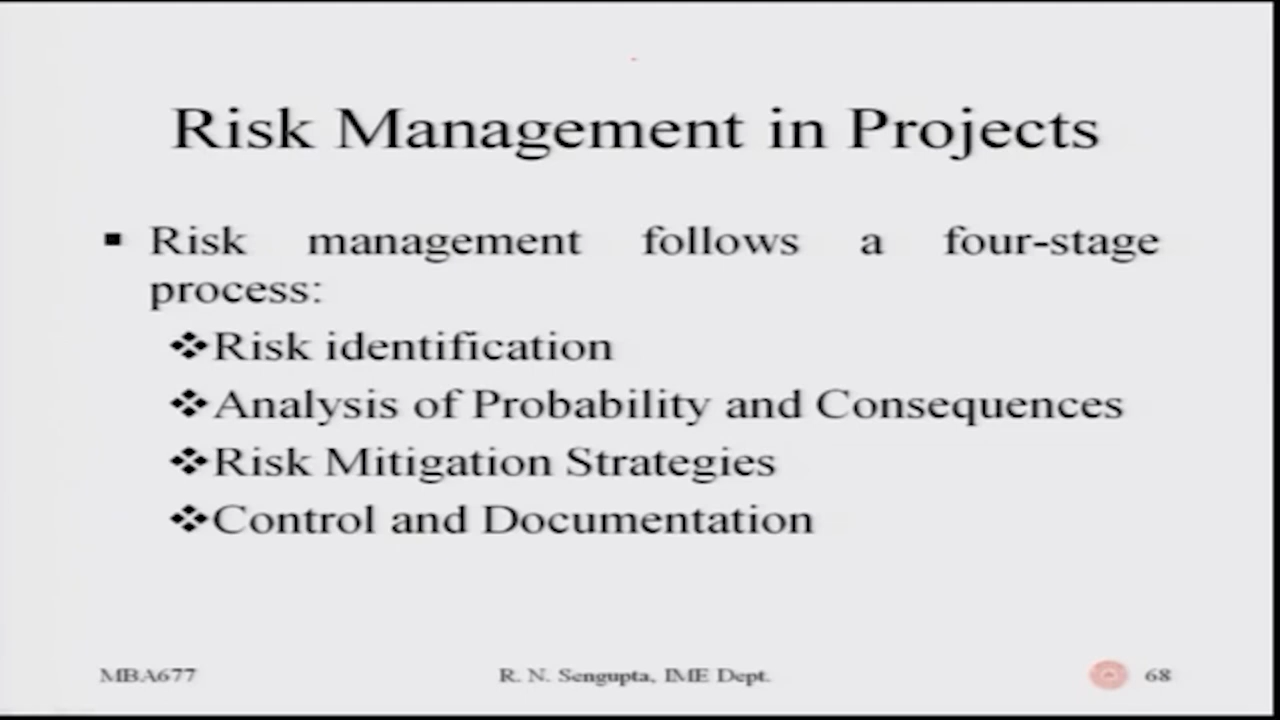 Risk Management in Projects
Risk management follows a four-stage
process:
Risk identification
Analysis of Probability and Consequences
Risk Mitigation Strategies
Control and Documentation
MBA677 R. N. Sengupta, IME Dept. 68